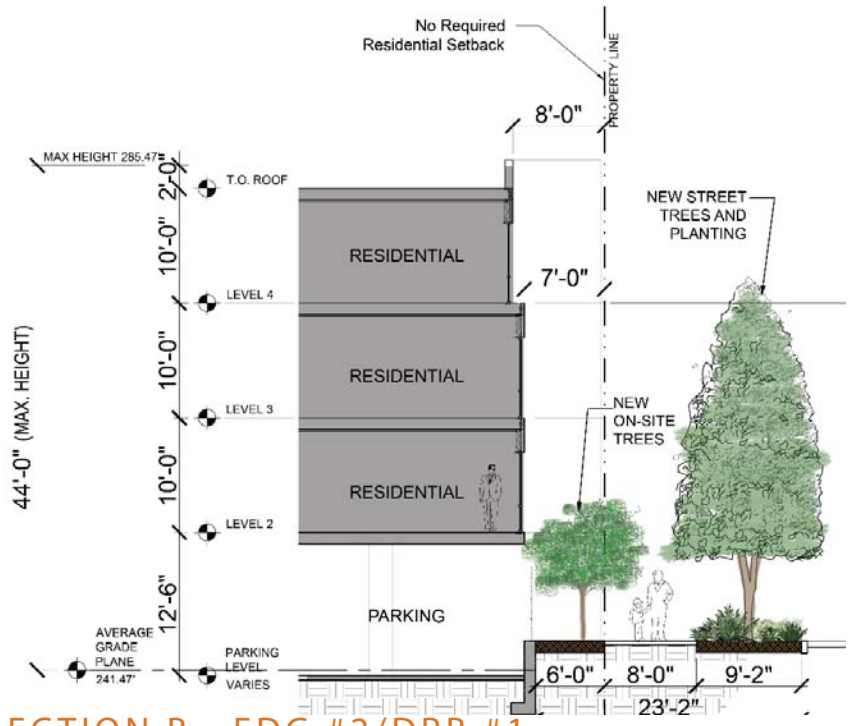 No Required
Residential Setback
PROPERTY LINE
8'-0"
MAX HEIGHT 285.47'
2'-0"
T.O. ROOF
NEW STREET
TREES AND
PLANTING
10'-0"
RESIDENTIAL
7'-0"
LEVEL 4
44'-0" (MAX. HEIGHT)
10'-0"
RESIDENTIAL
LEVEL 3
NEW
ON-SITE
TREES
10'-0"
RESIDENTIAL
LEVEL 2
12'-6"
PARKING
AVERAGE
GRADE
PLANE
241.47'
PARKING
LEVEL
VARIES
6'-0"
8'-0"
9'-2"
23'-2"